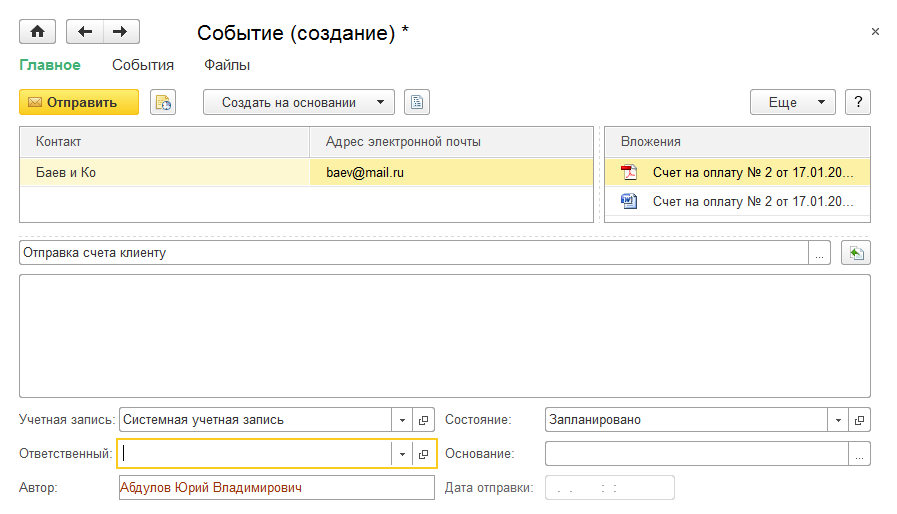 Событие (создание) *
Главное События Файлы
Отправить Создать на основании Еще ?
Контакт Адрес электронной почты Вложения
Баев и Ко baev@mail.ru Счет на оплату № 2 от 17.01.20...
Счет на оплату № 2 от 17.01.20...
Отправка счета клиенту ...
Учетная запись: Системная учетная запись Состояние: Запланировано
Ответственный: Основание: ...
Автор: Абдулов Юрий Владимирович Дата отправки: . . : :